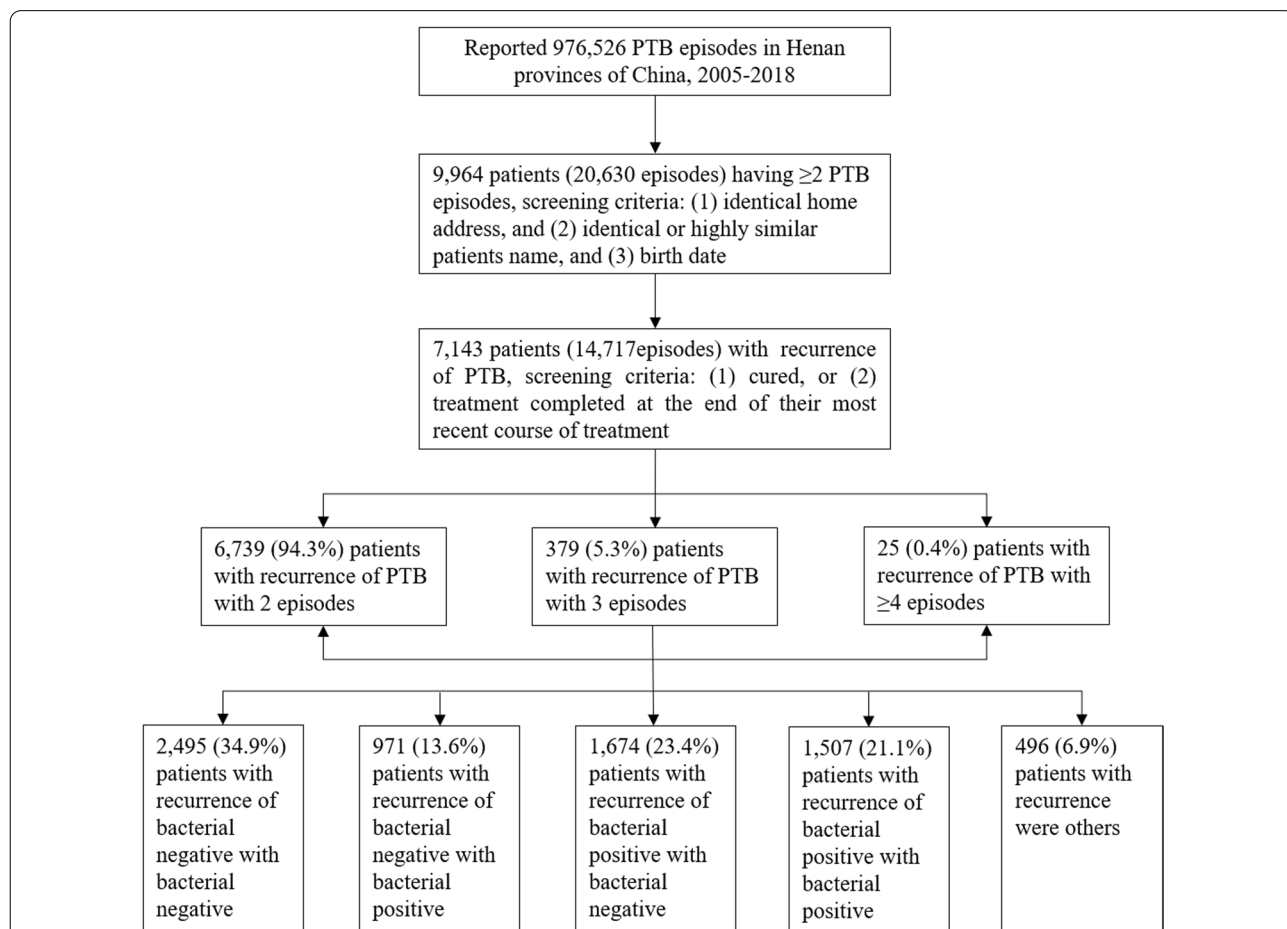 Reported 976,526 PTB episodes in Henan
provinces of China, 2005-2018
9,964 patients (20,630 episodes) having ≥2 PTB
episodes, screening criteria: (1) identical home
address, and (2) identical or highly similar
patients name, and (3) birth date
7,143 patients (14,717episodes) with recurrence
of PTB, screening criteria: (1) cured, or (2)
treatment completed at the end of their most
recent course of treatment
6,739 (94.3%) patients
with recurrence of PTB
with 2 episodes
379 (5.3%) patients
with recurrence of PTB
with 3 episodes
25 (0.4%) patients with
recurrence of PTB with
≥4 episodes
2,495 (34.9%)
patients with
recurrence of
bacterial
negative with
bacterial
negative
971 (13.6%)
patients with
recurrence of
bacterial
negative with
bacterial
positive
1,674 (23.4%)
patients with
recurrence of
bacterial
positive with
bacterial
negative
1,507 (21.1%)
patients with
recurrence of
bacterial
positive with
bacterial
positive
496 (6.9%)
patients with
recurrence
were others